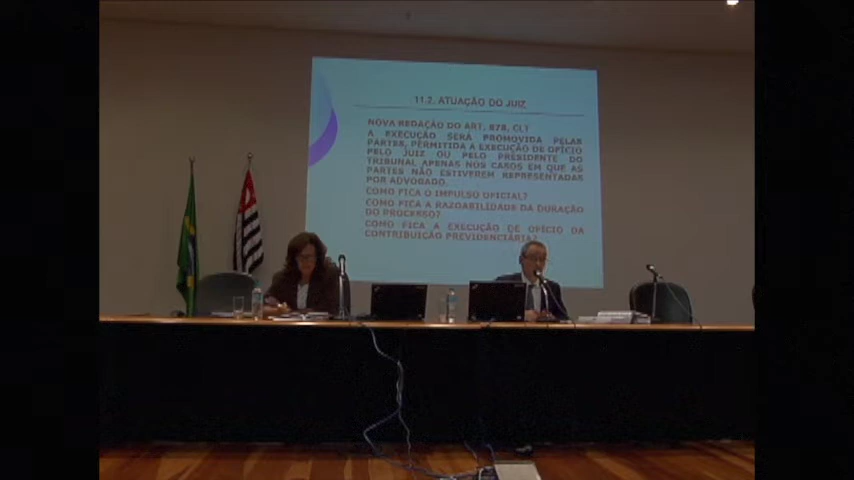 11.2. ATUAÇÃO DO JUIZ
NOVA REDAÇÃO DO ART. 878, CLT
A EXECUÇÃO SERÁ PROMOVIDA PELAS
PARTES, PERMITIDA A EXECUÇÃO DE OFÍCIO
PELO JUIZ OU PELO PRESIDENTE DO
TRIBUNAL APENAS NOS CASOS EM QUE AS
PARTES NÃO ESTIVEREM REPRESENTADAS
POR ADVOGADO.
COMO FICA O IMPULSO OFICIAL?
COMO FICA A RAZOABILIDADE DA DURAÇÃO
DO PROCESSO?
COMO FICA A EXECUÇÃO DE OFÍCIO DA
CONTRIBUIÇÃO PREVIDENCIÁRIA?